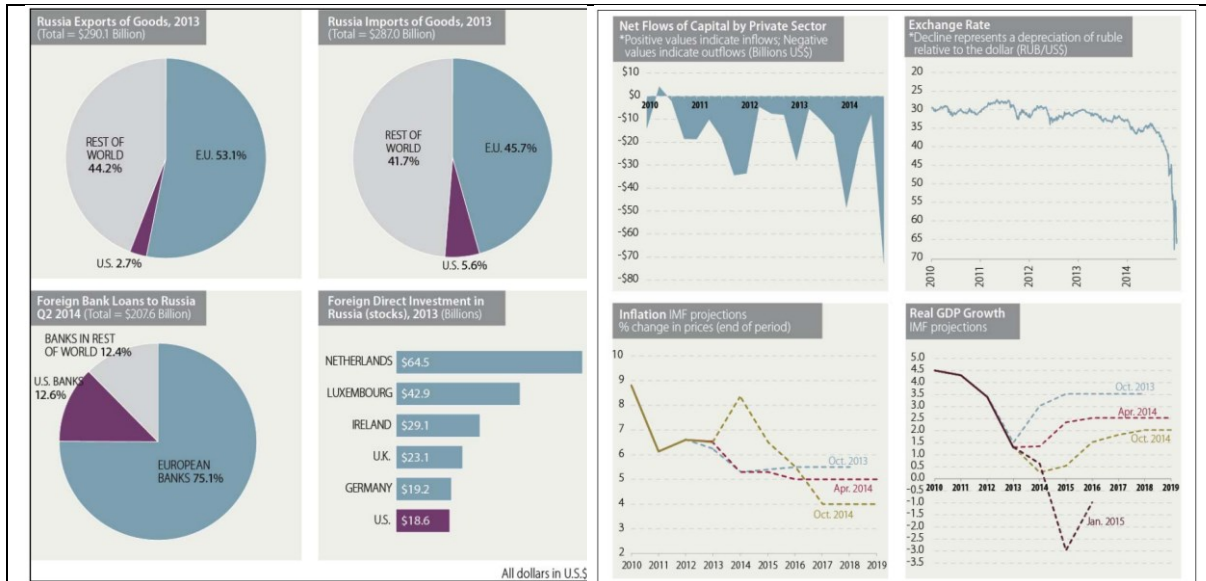 Russia Exports of Goods, 2013
(Total = $290.1 Billion)
REST OF
WORLD
44.2%
E.U. 53.1%
U.S. 2.7%
Russia Imports of Goods, 2013
(Total = $287.0 Billion)
REST OF
WORLD
41.7%
E.U. 45.7%
U.S. 5.6%
Foreign Bank Loans to Russia
Q2 2014 (Total = $207.6 Billion)
BANKS IN REST
OF WORLD 12.4%
U.S. BANKS
12.6%
EUROPEAN
BANKS 75.1%
Foreign Direct Investment in
Russia (stocks), 2013 (Billions)
NETHERLANDS $64.5
LUXEMBOURG $42.9
IRELAND $29.1
U.K. $23.1
GERMANY $19.2
U.S. $18.6
All dollars in U.S.$
Net Flows of Capital by Private Sector
*Positive values indicate inflows; Negative
values indicate outflows (Billions US$)
$10
$0
-$10
-$20
-$30
-$40
-$50
-$60
-$70
-$80
2010 2011 2012 2013 2014
Exchange Rate
*Decline represents a depreciation of ruble
relative to the dollar (RUB/US$)
20
25
30
35
40
45
50
55
60
65
70
2010 2011 2012 2013 2014
Inflation IMF projections
% change in prices (end of period)
10
9
8
7
6
5
4
3
2
Oct. 2013
Apr. 2014
Oct. 2014
2010 2011 2012 2013 2014 2015 2016 2017 2018 2019
Real GDP Growth
IMF projections
5.0
4.5
4.0
3.5
3.0
2.5
2.0
1.5
1.0
0.5
0.0
-0.5
-1.0
-1.5
-2.0
-2.5
-3.0
-3.5
Oct. 2013
Apr. 2014
Oct. 2014
2010 2011 2012 2013 2014 2015 2016 2017 2018 2019
Jan. 2015